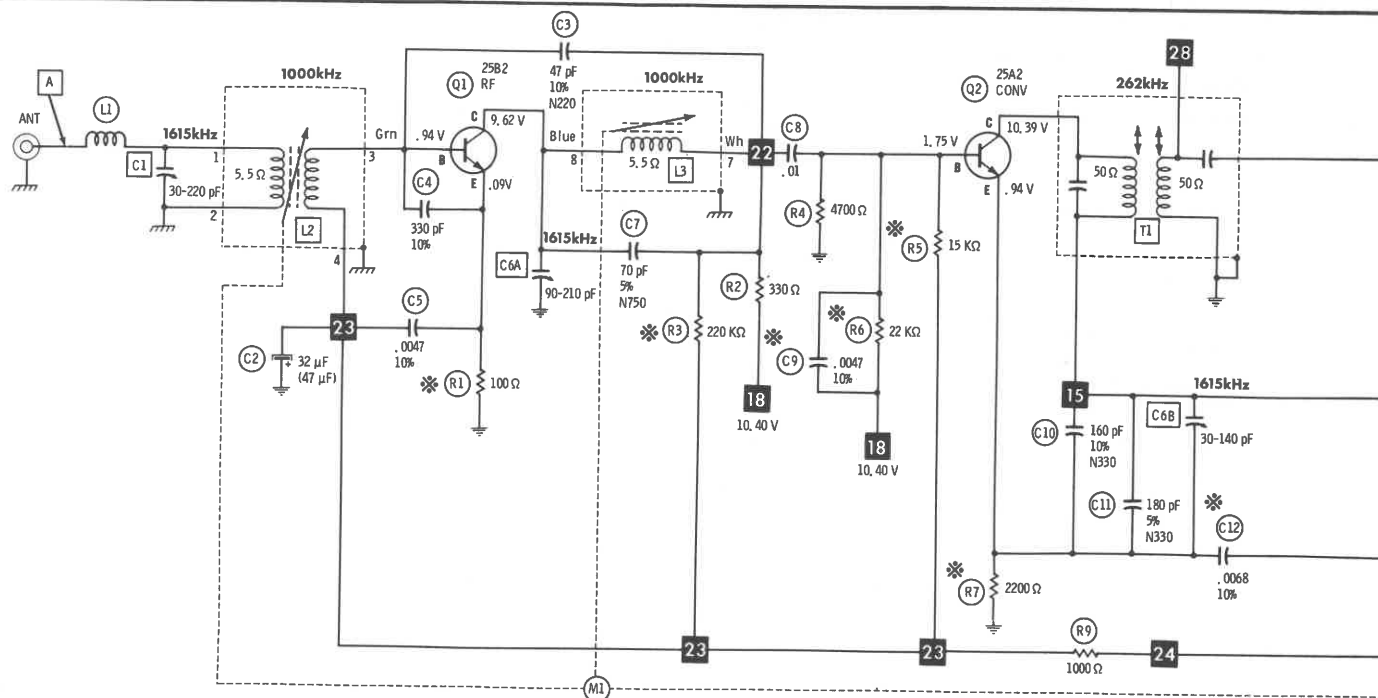 C3
47 pF
10%
N220
28
A
L1
ANT
1000kHz
1615kHz
C1
30-220 pF
1
2
5.5Ω
L2
3
4
Grn
Q1
25B2
RF
.94 V
B
C
E
9.62 V
.09V
C4
330 pF
10%
1000kHz
Blue
8
5.5Ω
L3
Wh
7
22
C8
.01
Q2
25A2
CONV
1.75 V
B
C
E
10.39 V
.94 V
262kHz
50Ω
50Ω
T1
C6A
90-210 pF
1615kHz
C7
70 pF
5%
N750
R4
4700 Ω
※
R5
15 KΩ
C2
32 µF
(47 µF)
+
23
C5
.0047
10%
※
R1
100Ω
※
R3
220 KΩ
R2
330 Ω
※
18
10.40 V
C9
.0047
10%
※
R6
22 KΩ
18
10.40 V
15
1615kHz
C10
160 pF
10%
N330
C11
180 pF
5%
N330
C6B
30-140 pF
※
C12
.0068
10%
※
R7
2200 Ω
23
23
R9
1000 Ω
24
M1